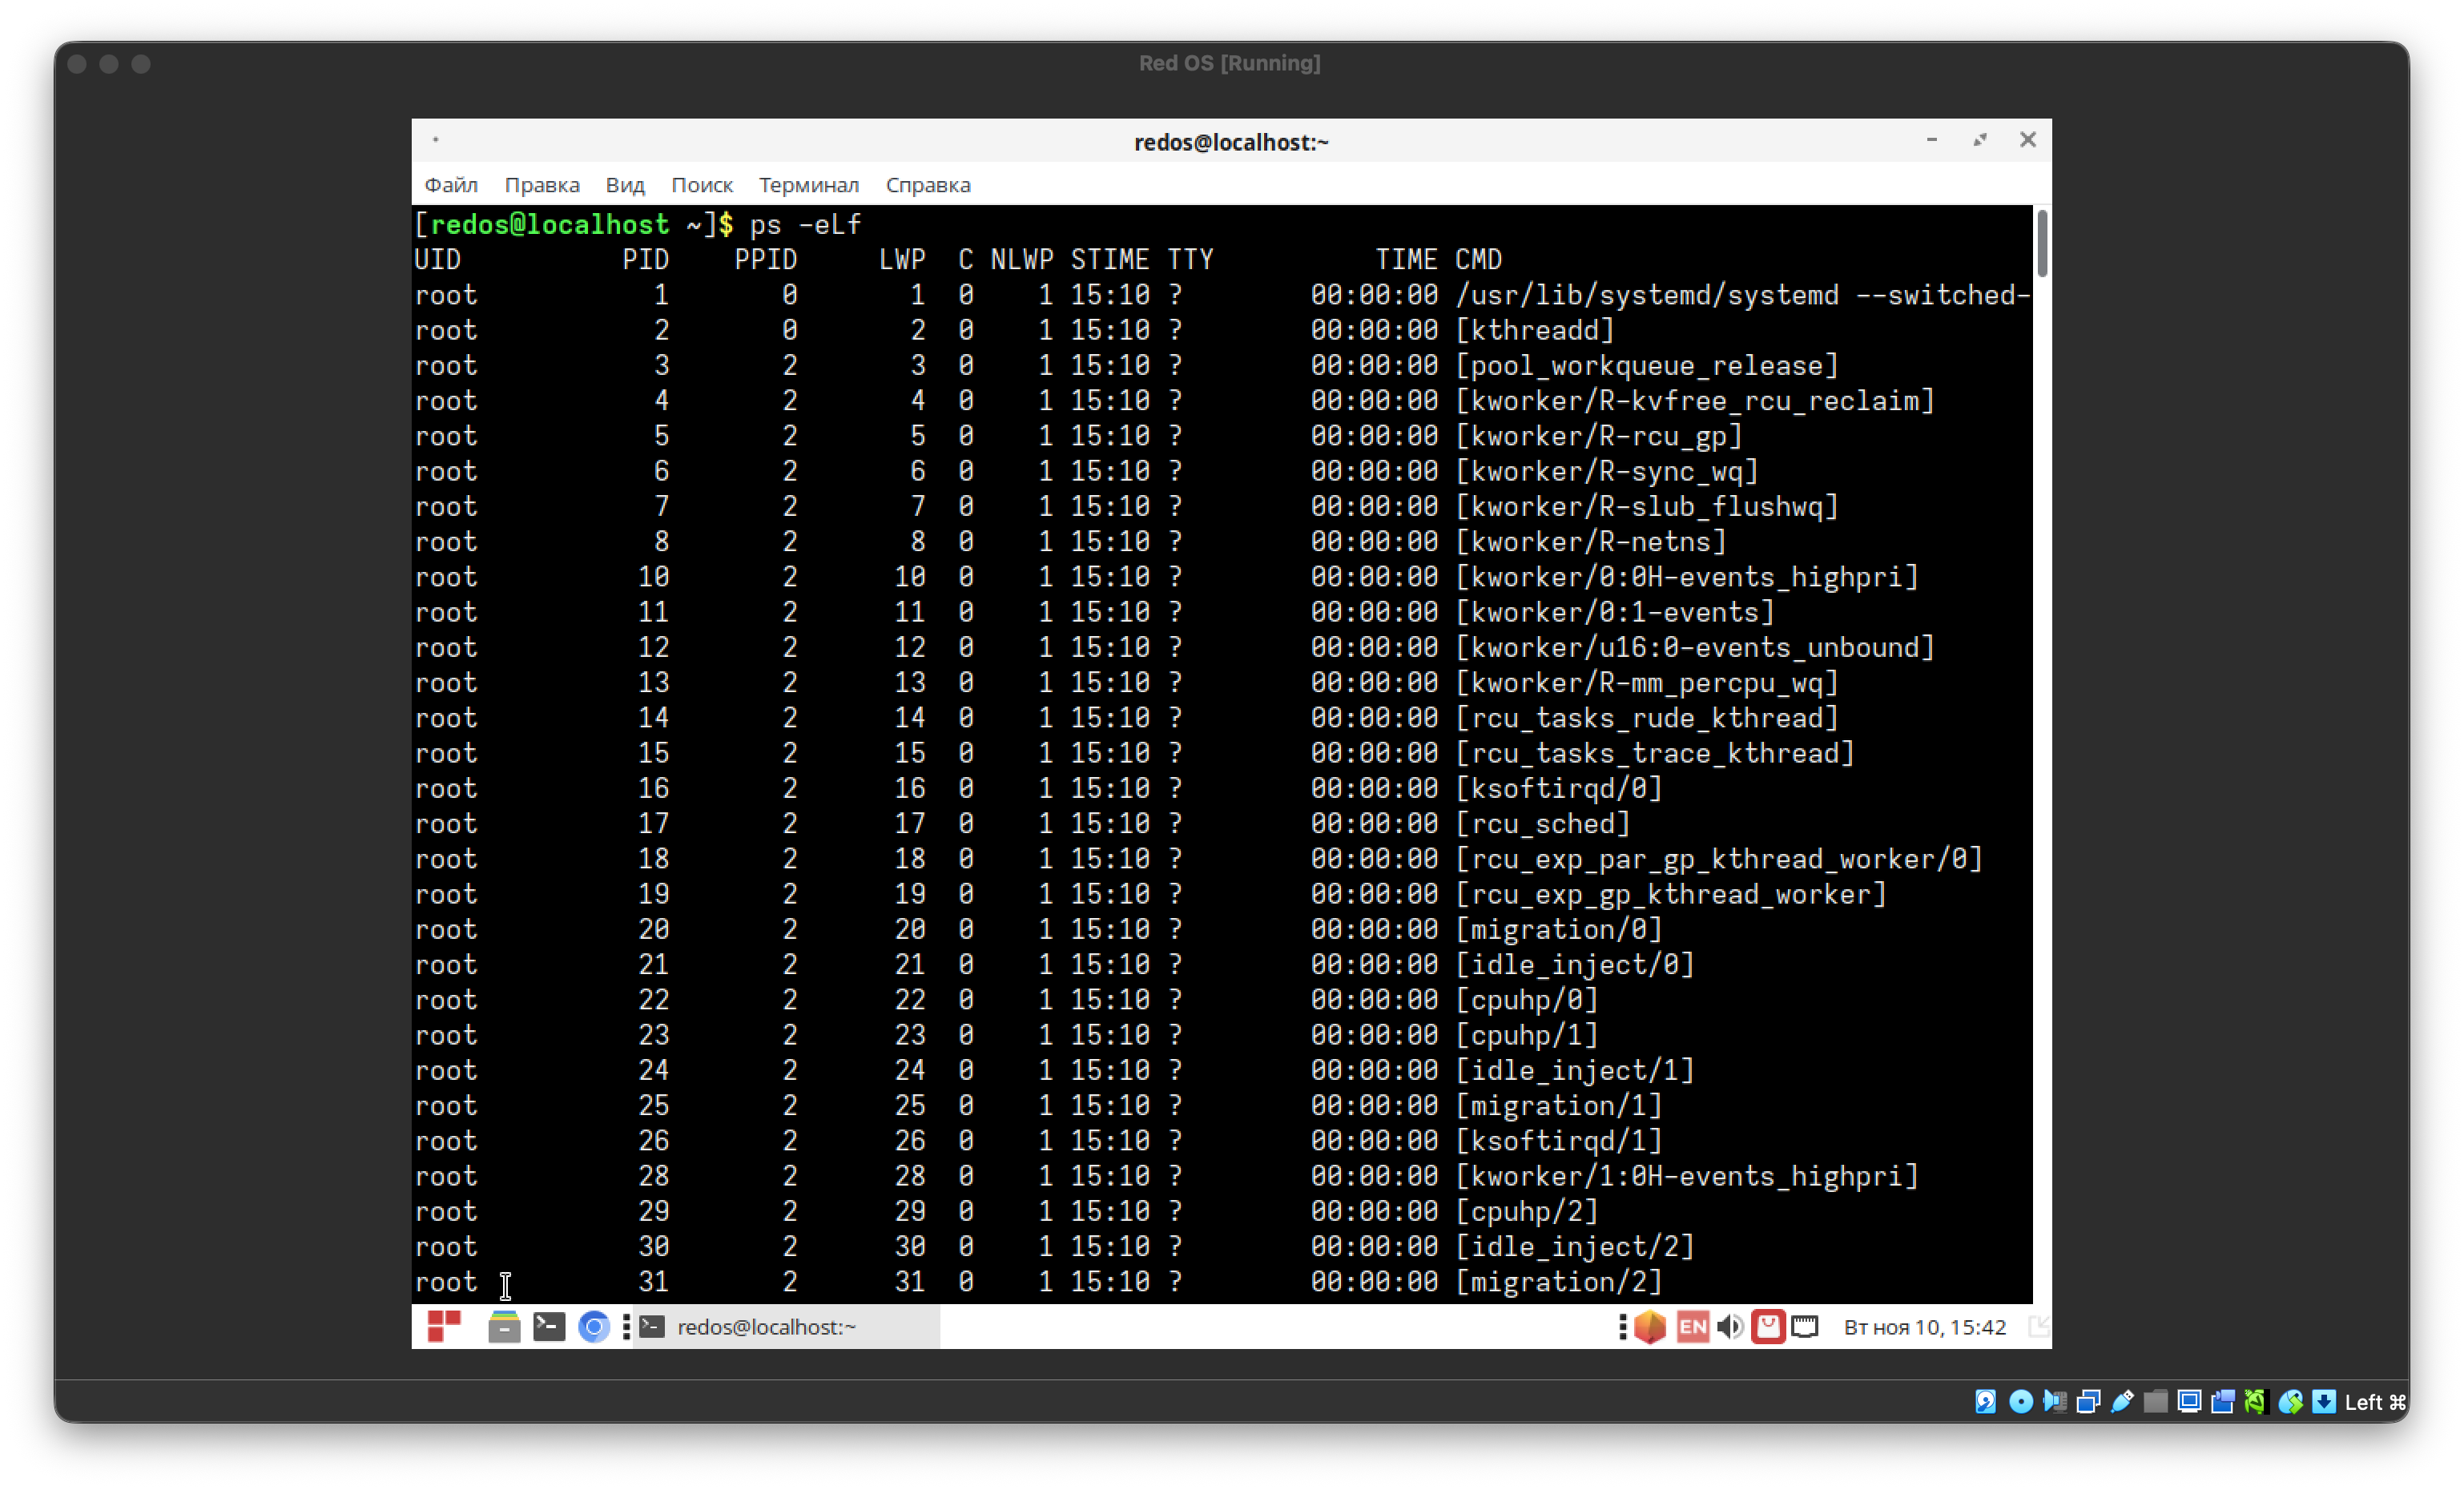 Red OS [Running]
redos@localhost:~
Файл Правка Вид Поиск Терминал Справка
[redos@localhost ~]$ ps -eLf
UID PID PPID LWP C NLWP STIME TTY TIME CMD
root 1 0 1 0 1 15:10 ? 00:00:00 /usr/lib/systemd/systemd --switched-
root 2 0 2 0 1 15:10 ? 00:00:00 [kthreadd]
root 3 2 3 0 1 15:10 ? 00:00:00 [pool_workqueue_release]
root 4 2 4 0 1 15:10 ? 00:00:00 [kworker/R-kvfree_rcu_reclaim]
root 5 2 5 0 1 15:10 ? 00:00:00 [kworker/R-rcu_gp]
root 6 2 6 0 1 15:10 ? 00:00:00 [kworker/R-sync_wq]
root 7 2 7 0 1 15:10 ? 00:00:00 [kworker/R-slub_flushwq]
root 8 2 8 0 1 15:10 ? 00:00:00 [kworker/R-netns]
root 10 2 10 0 1 15:10 ? 00:00:00 [kworker/0:0H-events_highpri]
root 11 2 11 0 1 15:10 ? 00:00:00 [kworker/0:1-events]
root 12 2 12 0 1 15:10 ? 00:00:00 [kworker/u16:0-events_unbound]
root 13 2 13 0 1 15:10 ? 00:00:00 [kworker/R-mm_percpu_wq]
root 14 2 14 0 1 15:10 ? 00:00:00 [rcu_tasks_rude_kthread]
root 15 2 15 0 1 15:10 ? 00:00:00 [rcu_tasks_trace_kthread]
root 16 2 16 0 1 15:10 ? 00:00:00 [ksoftirqd/0]
root 17 2 17 0 1 15:10 ? 00:00:00 [rcu_sched]
root 18 2 18 0 1 15:10 ? 00:00:00 [rcu_exp_par_gp_kthread_worker/0]
root 19 2 19 0 1 15:10 ? 00:00:00 [rcu_exp_gp_kthread_worker]
root 20 2 20 0 1 15:10 ? 00:00:00 [migration/0]
root 21 2 21 0 1 15:10 ? 00:00:00 [idle_inject/0]
root 22 2 22 0 1 15:10 ? 00:00:00 [cpuhp/0]
root 23 2 23 0 1 15:10 ? 00:00:00 [cpuhp/1]
root 24 2 24 0 1 15:10 ? 00:00:00 [idle_inject/1]
root 25 2 25 0 1 15:10 ? 00:00:00 [migration/1]
root 26 2 26 0 1 15:10 ? 00:00:00 [ksoftirqd/1]
root 28 2 28 0 1 15:10 ? 00:00:00 [kworker/1:0H-events_highpri]
root 29 2 29 0 1 15:10 ? 00:00:00 [cpuhp/2]
root 30 2 30 0 1 15:10 ? 00:00:00 [idle_inject/2]
root 31 2 31 0 1 15:10 ? 00:00:00 [migration/2]
redos@localhost:~ EN Вт ноя 10, 15:42
Left ⌘